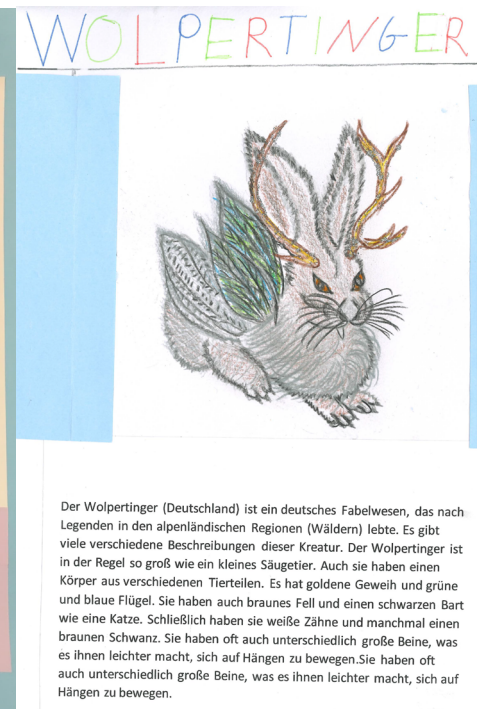 WOLPERTINGER
Der Wolpertinger (Deutschland) ist ein deutsches Fabelwesen, das nach
Legenden in den alpenländischen Regionen (Wäldern) lebte. Es gibt
viele verschiedene Beschreibungen dieser Kreatur. Der Wolpertinger ist
in der Regel so groß wie ein kleines Säugetier. Auch sie haben einen
Körper aus verschiedenen Tierteilen. Es hat goldene Geweih und grüne
und blaue Flügel. Sie haben auch braunes Fell und einen schwarzen Bart
wie eine Katze. Schließlich haben sie weiße Zähne und manchmal einen
braunen Schwanz. Sie haben oft auch unterschiedlich große Beine, was
es ihnen leichter macht, sich auf Hängen zu bewegen.Sie haben oft
auch unterschiedlich große Beine, was es ihnen leichter macht, sich auf
Hängen zu bewegen.